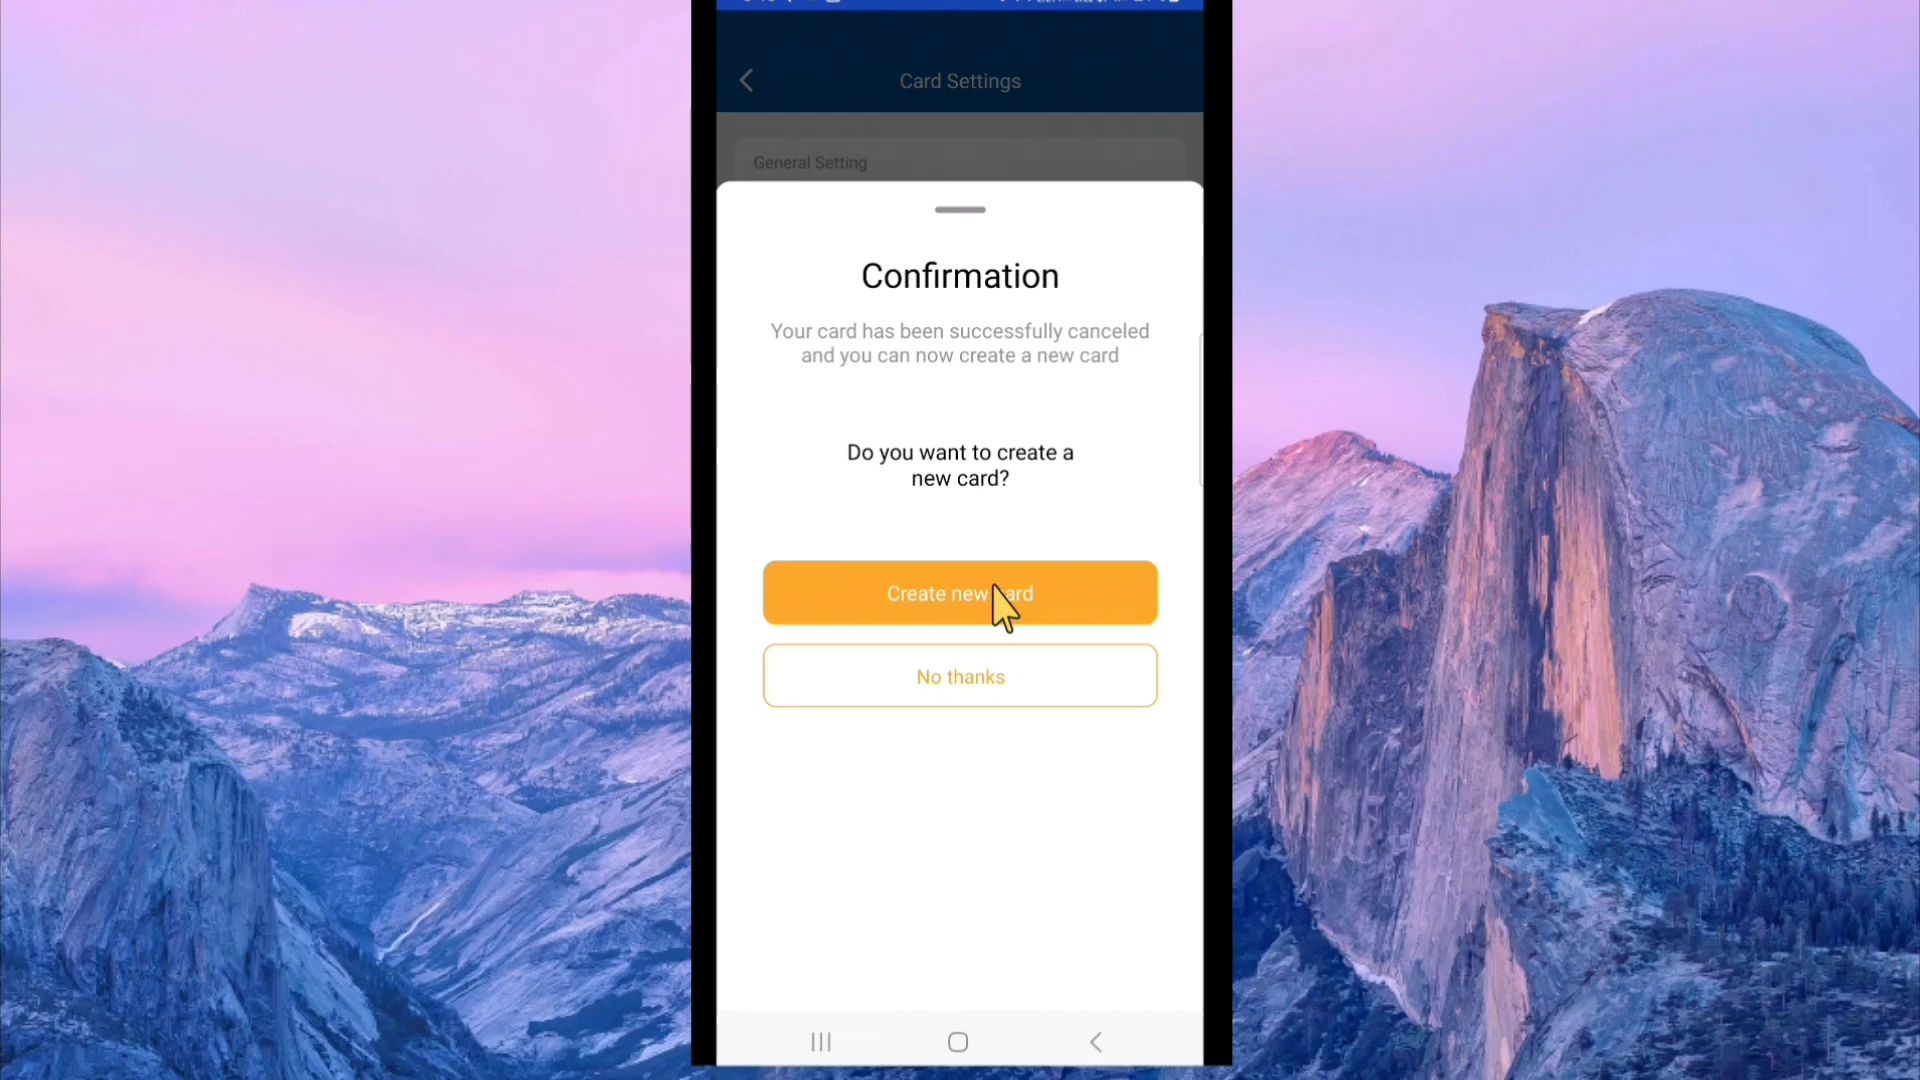 Card Settings
General Setting
Confirmation
Your card has been successfully canceled
and you can now create a new card
Do you want to create a
new card?
Create new card
No thanks